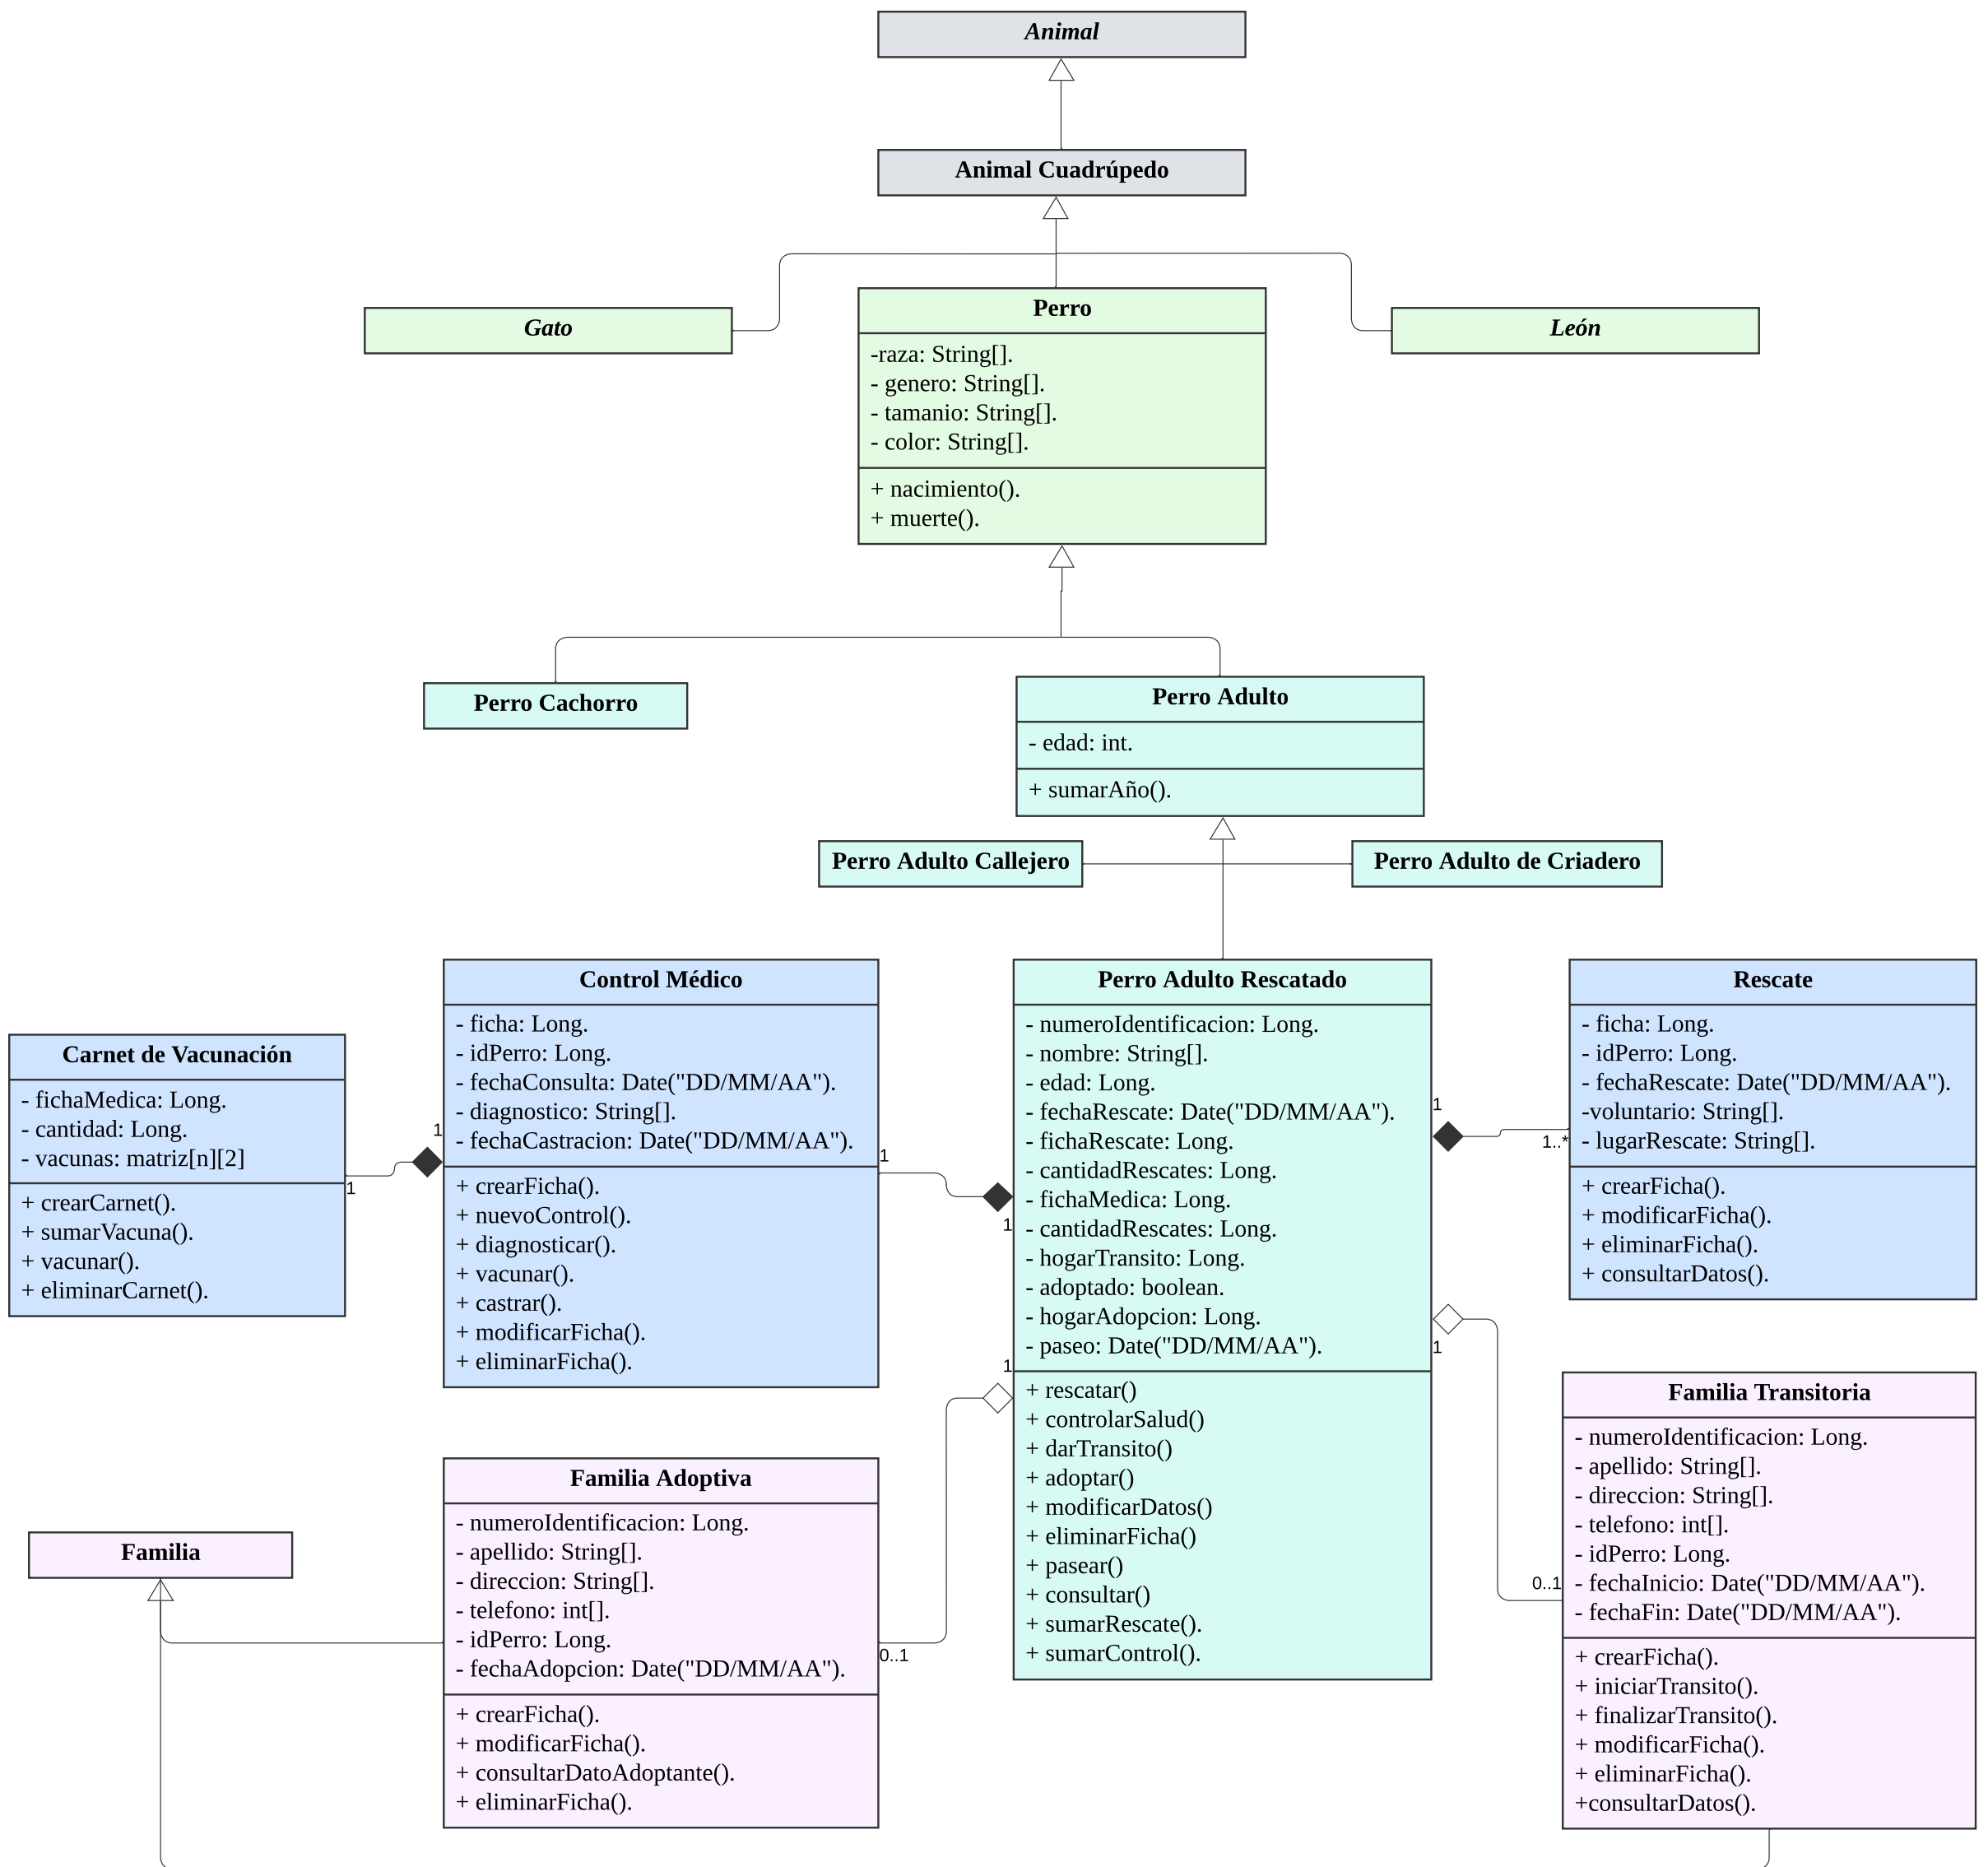 Animal
Animal Cuadrúpedo
Gato
Perro
-raza: String[].
- genero: String[].
- tamanio: String[].
- color: String[].
+ nacimiento().
+ muerte().
León
Perro Cachorro
Perro Adulto
- edad: int.
+ sumarAño().
Perro Adulto Callejero
Perro Adulto de Criadero
Carnet de Vacunación
- fichaMedica: Long.
- cantidad: Long.
- vacunas: matriz[n][2]
+ crearCarnet().
+ sumarVacuna().
+ vacunar().
+ eliminarCarnet().
1
1
Control Médico
- ficha: Long.
- idPerro: Long.
- fechaConsulta: Date("DD/MM/AA").
- diagnostico: String[].
- fechaCastracion: Date("DD/MM/AA").
+ crearFicha().
+ nuevoControl().
+ diagnosticar().
+ vacunar().
+ castrar().
+ modificarFicha().
+ eliminarFicha().
1
1
Perro Adulto Rescatado
- numeroIdentificacion: Long.
- nombre: String[].
- edad: Long.
- fechaRescate: Date("DD/MM/AA").
- fichaRescate: Long.
- cantidadRescates: Long.
- fichaMedica: Long.
- cantidadRescates: Long.
- hogarTransito: Long.
- adoptado: boolean.
- hogarAdopcion: Long.
- paseo: Date("DD/MM/AA").
+ rescatar()
+ controlarSalud()
+ darTransito()
+ adoptar()
+ modificarDatos()
+ eliminarFicha()
+ pasear()
+ consultar()
+ sumarRescate().
+ sumarControl().
1
1..*
Rescate
- ficha: Long.
- idPerro: Long.
- fechaRescate: Date("DD/MM/AA").
-voluntario: String[].
- lugarRescate: String[].
+ crearFicha().
+ modificarFicha().
+ eliminarFicha().
+ consultarDatos().
1
0..1
Familia
Familia Adoptiva
- numeroIdentificacion: Long.
- apellido: String[].
- direccion: String[].
- telefono: int[].
- idPerro: Long.
- fechaAdopcion: Date("DD/MM/AA").
+ crearFicha().
+ modificarFicha().
+ consultarDatoAdoptante().
+ eliminarFicha().
1
0..1
Familia Transitoria
- numeroIdentificacion: Long.
- apellido: String[].
- direccion: String[].
- telefono: int[].
- idPerro: Long.
- fechaInicio: Date("DD/MM/AA").
- fechaFin: Date("DD/MM/AA").
+ crearFicha().
+ iniciarTransito().
+ finalizarTransito().
+ modificarFicha().
+ eliminarFicha().
+consultarDatos().